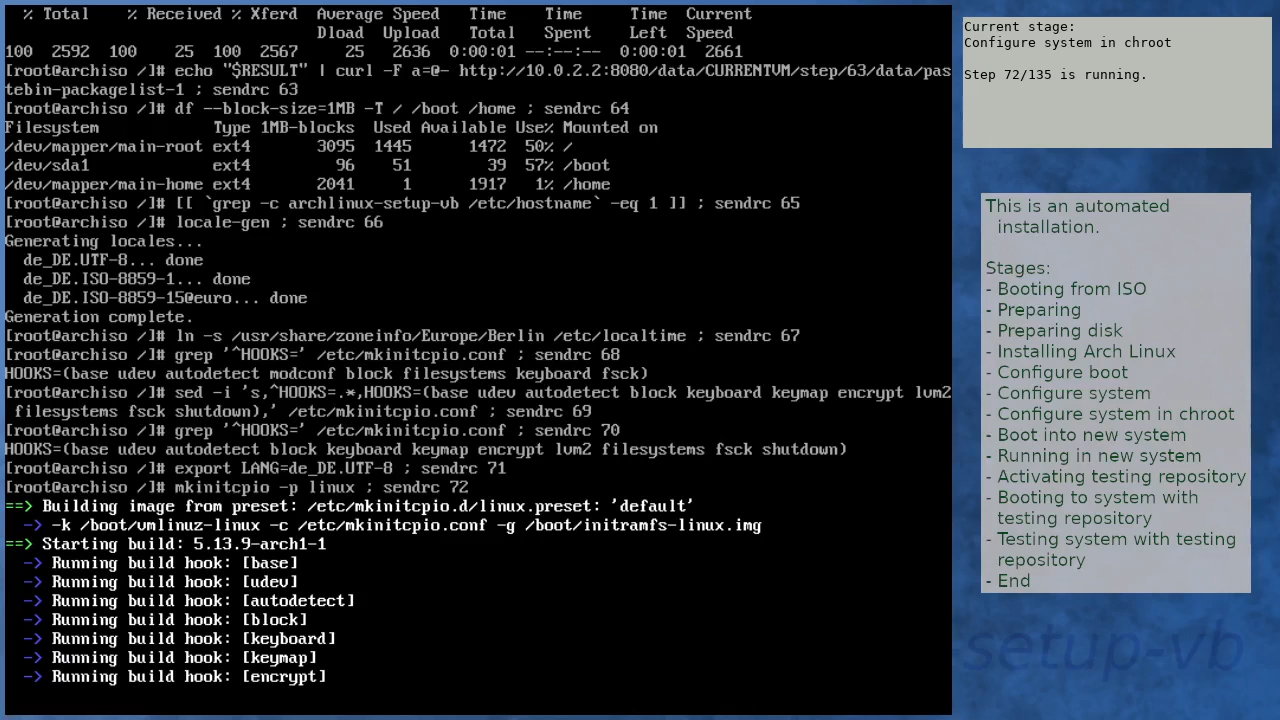 % Total    % Received % Xferd  Average Speed   Time    Time     Time  Current
                                 Dload  Upload   Total   Spent    Left  Speed
100  2592  100    25  100  2567     25   2636  0:00:01 --:--:--  0:00:01  2661
[root@archiso /]# echo "$RESULT" | curl -F a=@- http://10.0.2.2:8080/data/CURRENTVM/step/63/data/pas
tebin-packagelist-1 ; sendrc 63
[root@archiso /]# df --block-size=1MB -T / /boot /home ; sendrc 64
Filesystem            Type 1MB-blocks  Used Available Use% Mounted on
/dev/mapper/main-root ext4       3095  1445      1472  50% /
/dev/sda1             ext4         96    51        39  57% /boot
/dev/mapper/main-home ext4       2041     1      1917   1% /home
[root@archiso /]# [[ `grep -c archlinux-setup-vb /etc/hostname` -eq 1 ]] ; sendrc 65
[root@archiso /]# locale-gen ; sendrc 66
Generating locales...
  de_DE.UTF-8... done
  de_DE.ISO-8859-1... done
  de_DE.ISO-8859-15@euro... done
Generation complete.
[root@archiso /]# ln -s /usr/share/zoneinfo/Europe/Berlin /etc/localtime ; sendrc 67
[root@archiso /]# grep '^HOOKS=' /etc/mkinitcpio.conf ; sendrc 68
HOOKS=(base udev autodetect modconf block filesystems keyboard fsck)
[root@archiso /]# sed -i 's,^HOOKS=.*,HOOKS=(base udev autodetect block keyboard keymap encrypt lvm2
 filesystems fsck shutdown),' /etc/mkinitcpio.conf ; sendrc 69
[root@archiso /]# grep '^HOOKS=' /etc/mkinitcpio.conf ; sendrc 70
HOOKS=(base udev autodetect block keyboard keymap encrypt lvm2 filesystems fsck shutdown)
[root@archiso /]# export LANG=de_DE.UTF-8 ; sendrc 71
[root@archiso /]# mkinitcpio -p linux ; sendrc 72
==> Building image from preset: /etc/mkinitcpio.d/linux.preset: 'default'
  -> -k /boot/vmlinuz-linux -c /etc/mkinitcpio.conf -g /boot/initramfs-linux.img
==> Starting build: 5.13.9-arch1-1
  -> Running build hook: [base]
  -> Running build hook: [udev]
  -> Running build hook: [autodetect]
  -> Running build hook: [block]
  -> Running build hook: [keyboard]
  -> Running build hook: [keymap]
  -> Running build hook: [encrypt]
Current stage:
Configure system in chroot
Step 72/135 is running.
This is an automated
installation.
Stages:
- Booting from ISO
- Preparing
- Preparing disk
- Installing Arch Linux
- Configure boot
- Configure system
- Configure system in chroot
- Boot into new system
- Running in new system
- Activating testing repository
- Booting to system with
testing repository
- Testing system with testing
repository
- End
-setup-vb